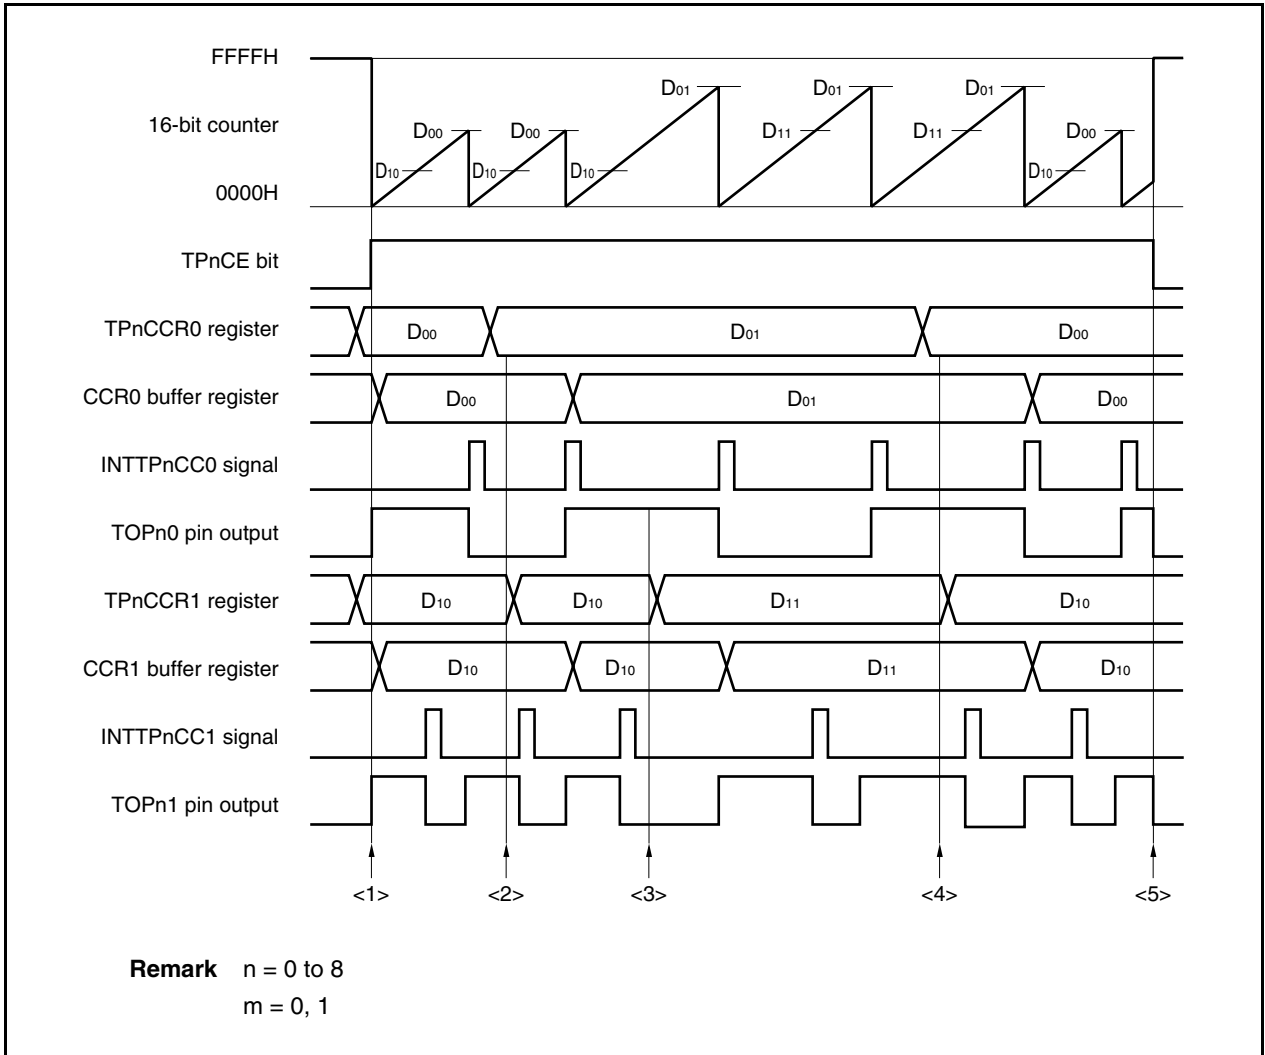 FFFFH
D01 D01 D01
16-bit counter
D00 D00 D11 D11 D00
D10 D10 D10 D10
0000H
TPnCE bit
TPnCCR0 register D00 D01 D00
CCR0 buffer register D00 D01 D00
INTTPnCC0 signal
TOPn0 pin output
TPnCCR1 register D10 D10 D11 D10
CCR1 buffer register D10 D10 D11 D10
INTTPnCC1 signal
TOPn1 pin output
<1> <2> <3> <4> <5>
Remark n = 0 to 8
m = 0, 1